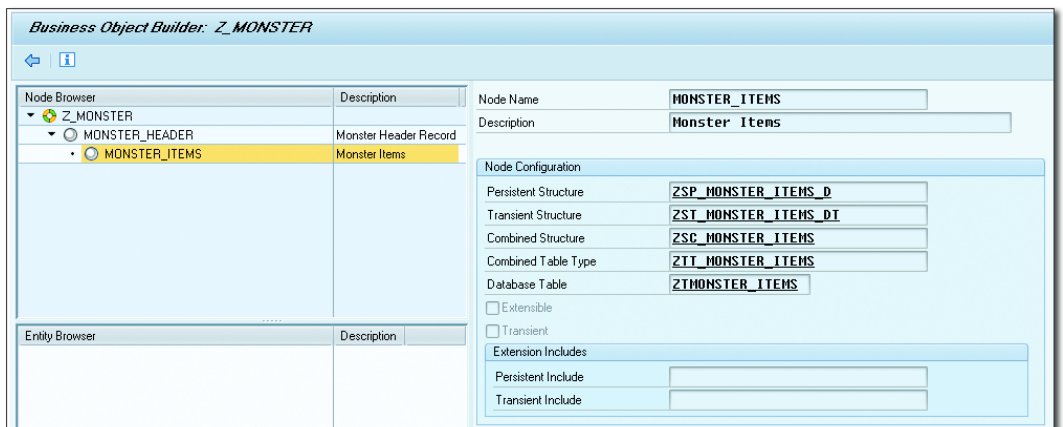 Business Object Builder: Z_MONSTER
Node Browser Description
Z_MONSTER
MONSTER_HEADER Monster Header Record
MONSTER_ITEMS Monster Items
Entity Browser Description
Node Name MONSTER_ITEMS
Description Monster Items
Node Configuration
Persistent Structure ZSP_MONSTER_ITEMS_D
Transient Structure ZST_MONSTER_ITEMS_DT
Combined Structure ZSC_MONSTER_ITEMS
Combined Table Type ZTT_MONSTER_ITEMS
Database Table ZTMONSTER_ITEMS
Extensible
Transient
Extension Includes
Persistent Include
Transient Include